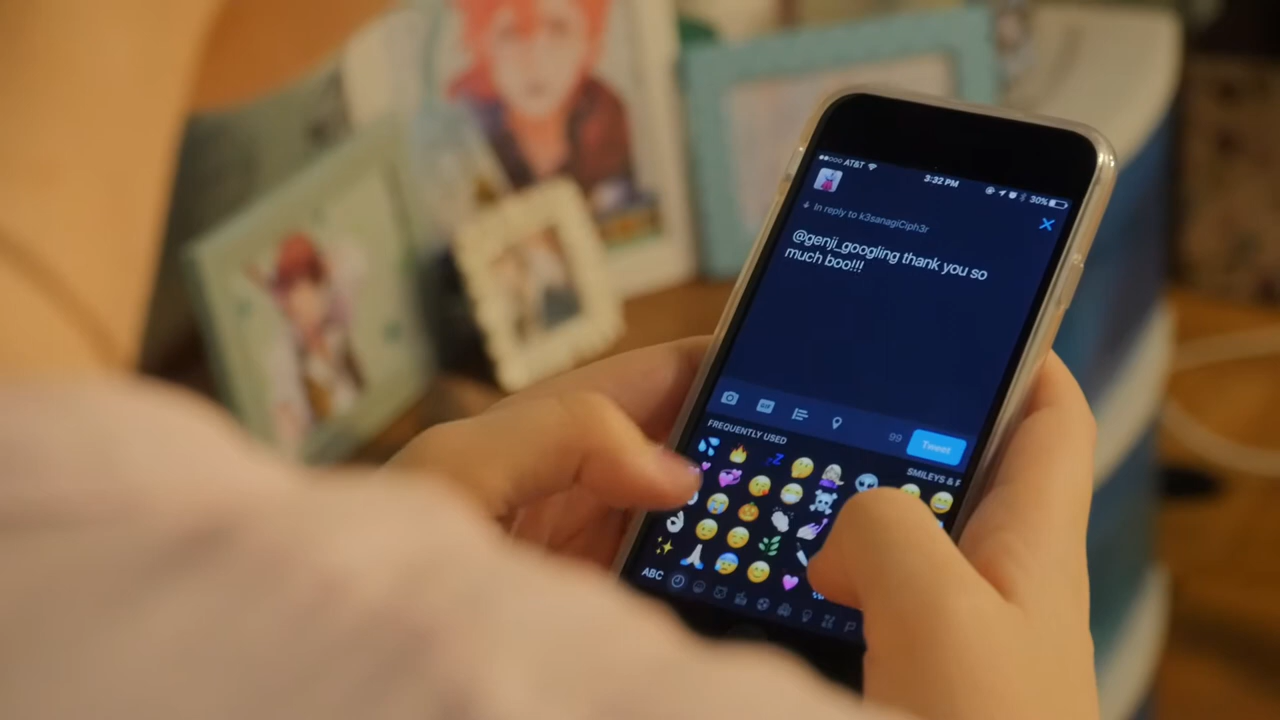 AT&T 3:32 PM 30%
In reply to k3sanagiCiph3r
@genji_googling thank you so
much boo!!!
GIF 99 Tweet
FREQUENTLY USED SMILEYS & P
ABC